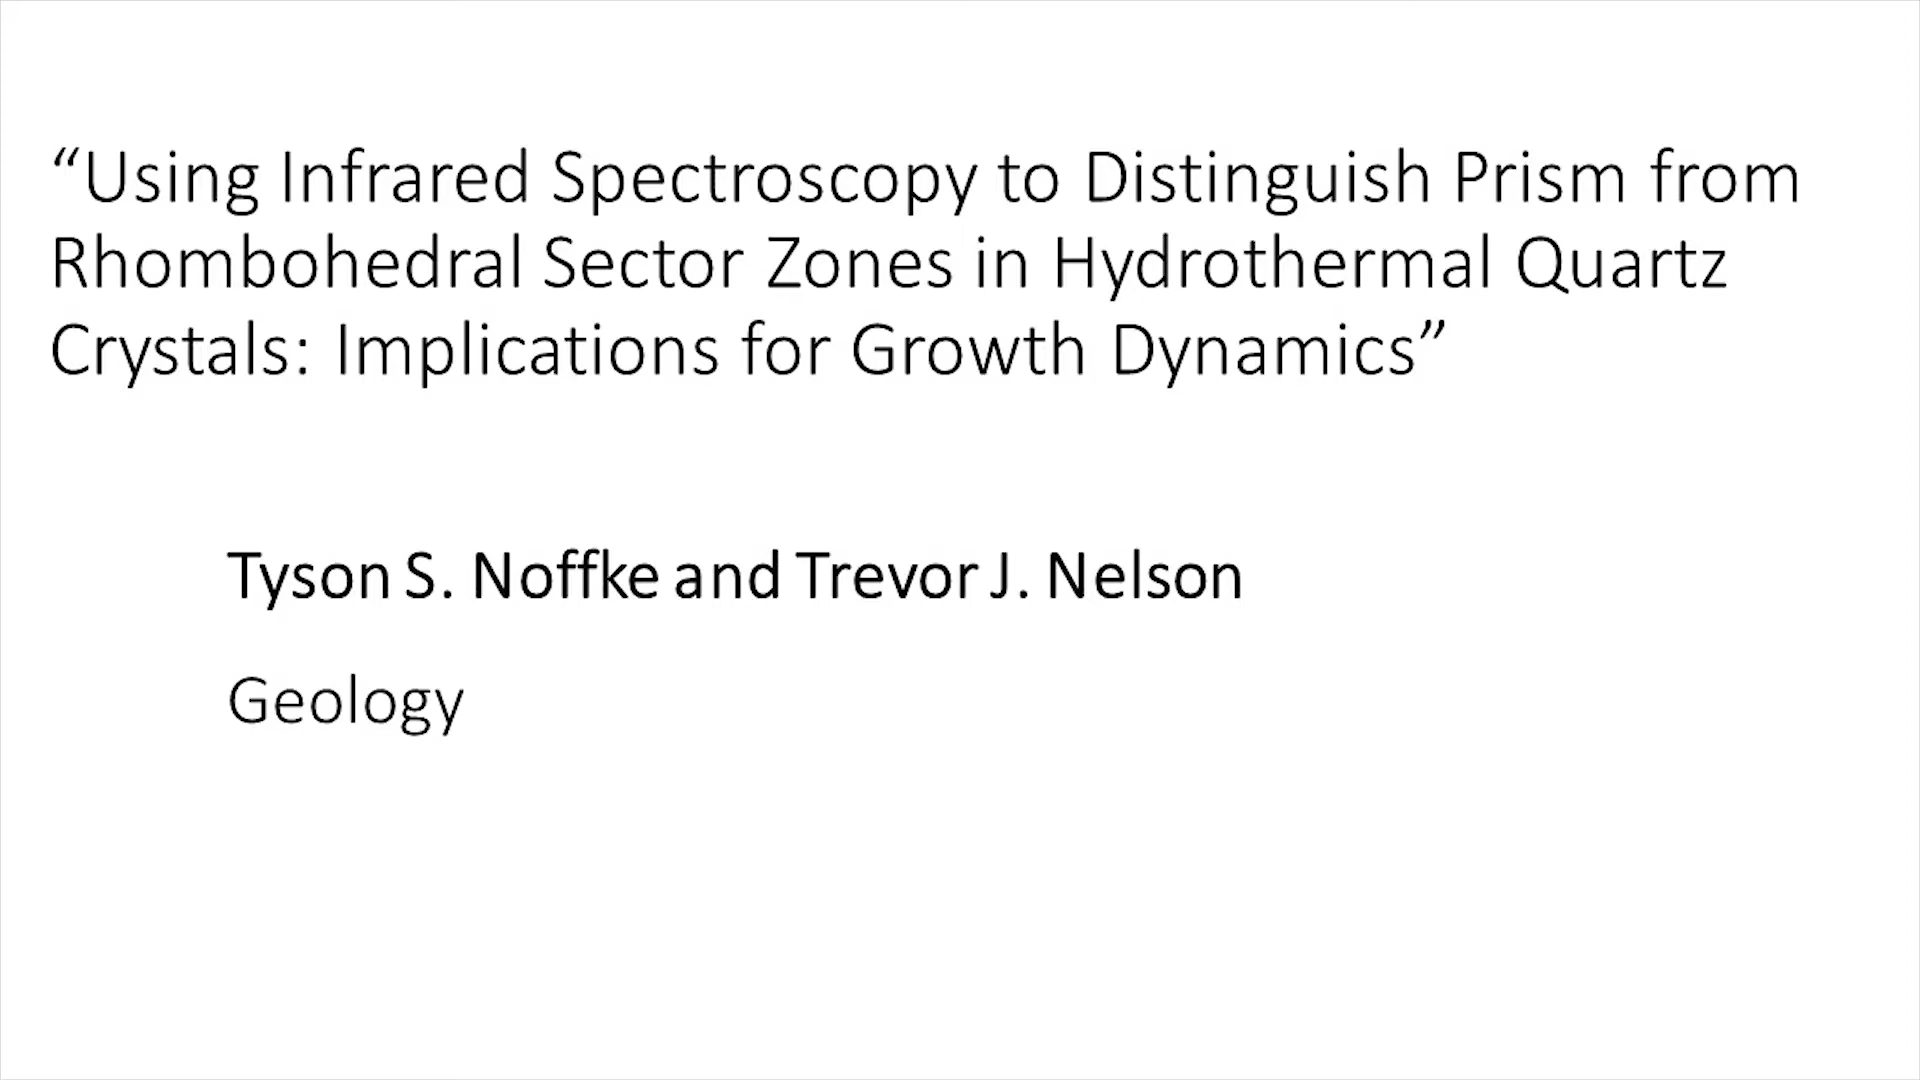 “Using Infrared Spectroscopy to Distinguish Prism from
Rhombohedral Sector Zones in Hydrothermal Quartz
Crystals: Implications for Growth Dynamics”
Tyson S. Noffke and Trevor J. Nelson
Geology